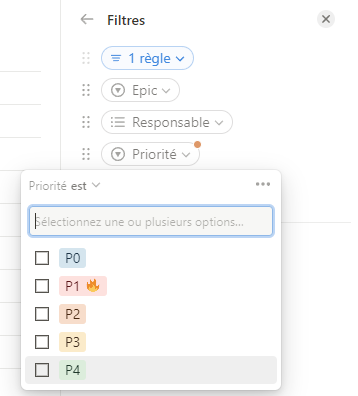 Filtres
1 règle
Epic
Responsable
Priorité
Priorité est
Sélectionnez une ou plusieurs options...
P0
P1 🔥
P2
P3
P4